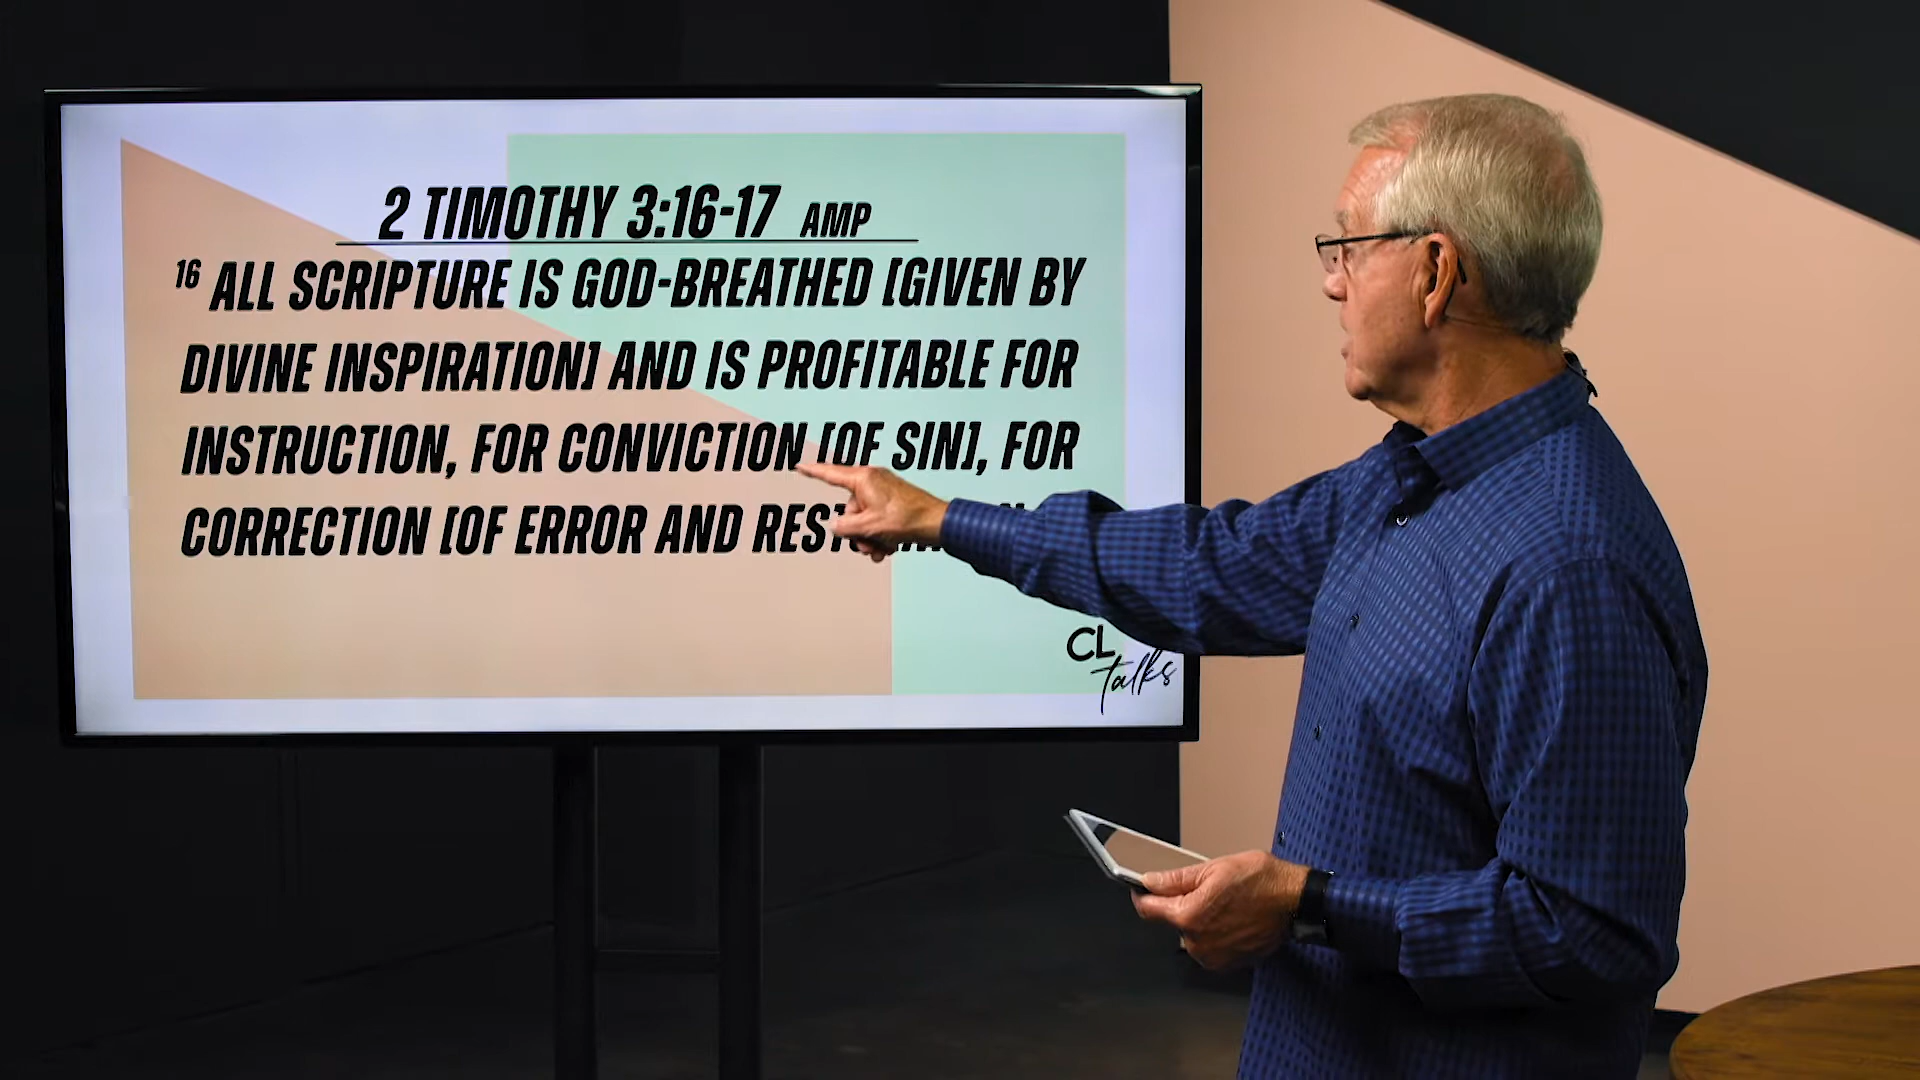 2 TIMOTHY 3:16-17 AMP
16 ALL SCRIPTURE IS GOD-BREATHED [GIVEN BY
DIVINE INSPIRATION] AND IS PROFITABLE FOR
INSTRUCTION, FOR CONVICTION [OF SIN], FOR
CORRECTION [OF ERROR AND
CL
talks